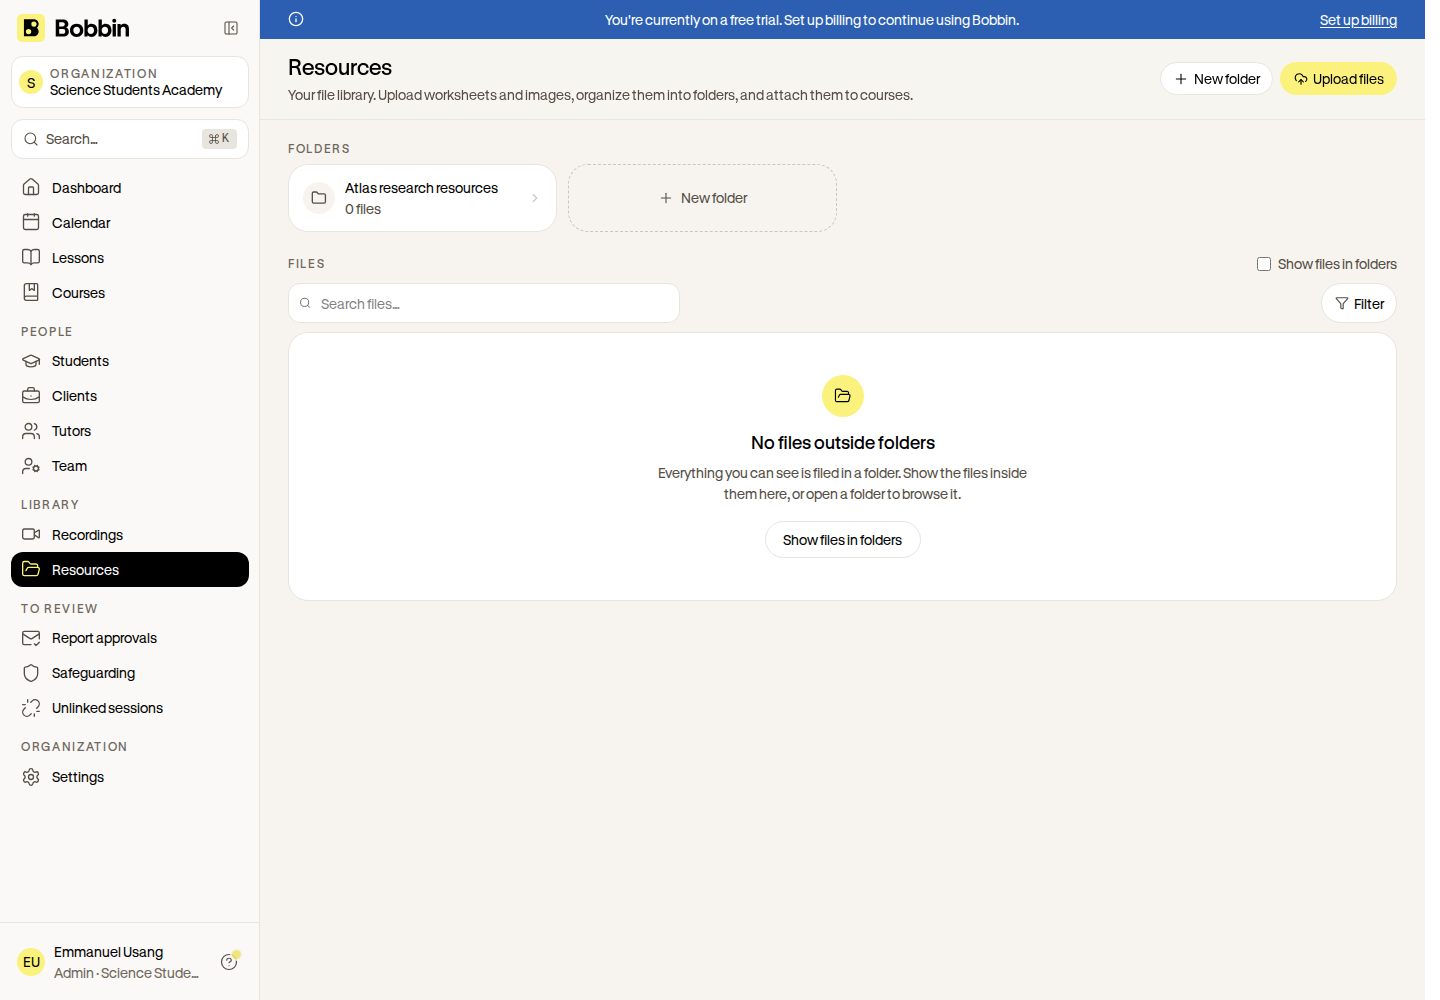 Bobbin
ORGANIZATION
S
Science Students Academy
Search...
⌘ K
Dashboard
Calendar
Lessons
Courses
PEOPLE
Students
Clients
Tutors
Team
LIBRARY
Recordings
Resources
TO REVIEW
Report approvals
Safeguarding
Unlinked sessions
ORGANIZATION
Settings
EU
Emmanuel Usang
Admin · Science Stude...
You're currently on a free trial. Set up billing to continue using Bobbin.
Set up billing
Resources
Your file library. Upload worksheets and images, organize them into folders, and attach them to courses.
New folder
Upload files
FOLDERS
Atlas research resources
0 files
New folder
FILES
Show files in folders
Search files...
Filter
No files outside folders
Everything you can see is filed in a folder. Show the files inside
them here, or open a folder to browse it.
Show files in folders